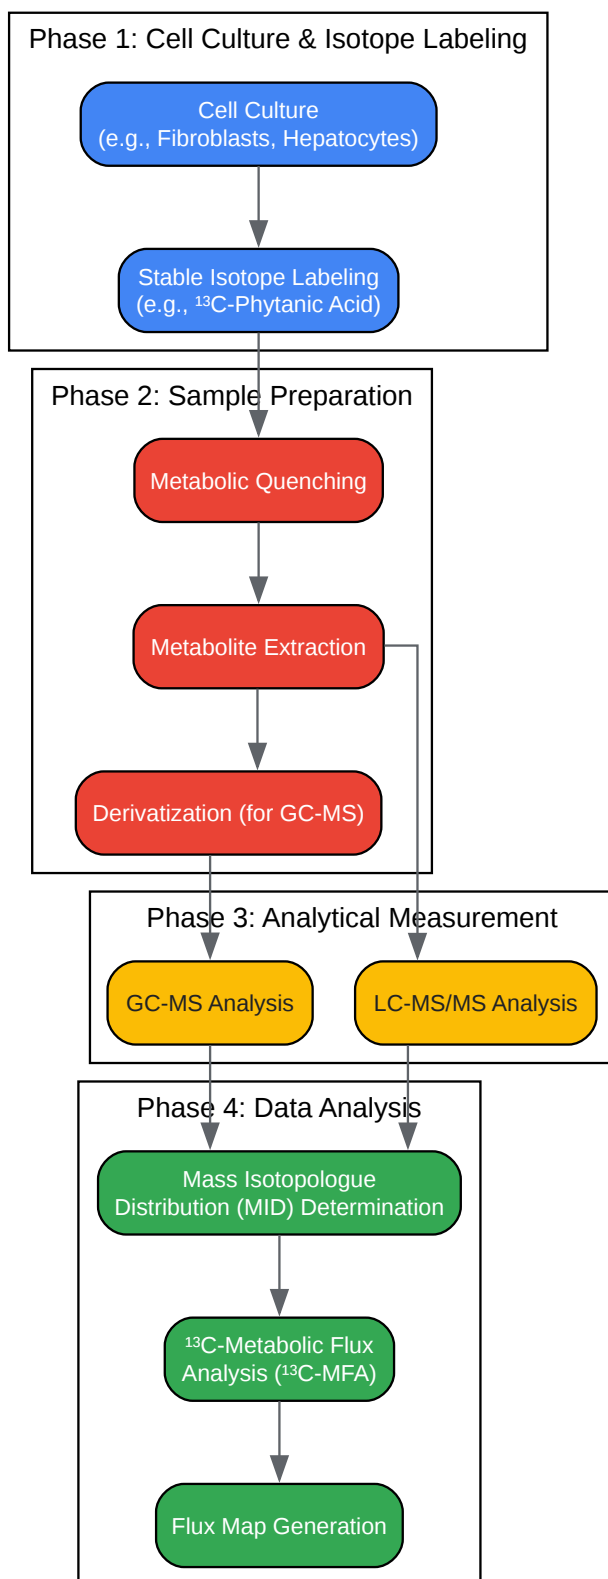 Phase 1: Cell Culture & Isotope Labeling
Cell Culture
(e.g., Fibroblasts, Hepatocytes)
Stable Isotope Labeling
(e.g., ¹³C-Phytanic Acid)
Phase 2: Sample Preparation
Metabolic Quenching
Metabolite Extraction
Derivatization (for GC-MS)
Phase 3: Analytical Measurement
GC-MS Analysis
LC-MS/MS Analysis
Phase 4: Data Analysis
Mass Isotopologue
Distribution (MID) Determination
¹³C-Metabolic Flux
Analysis (¹³C-MFA)
Flux Map Generation